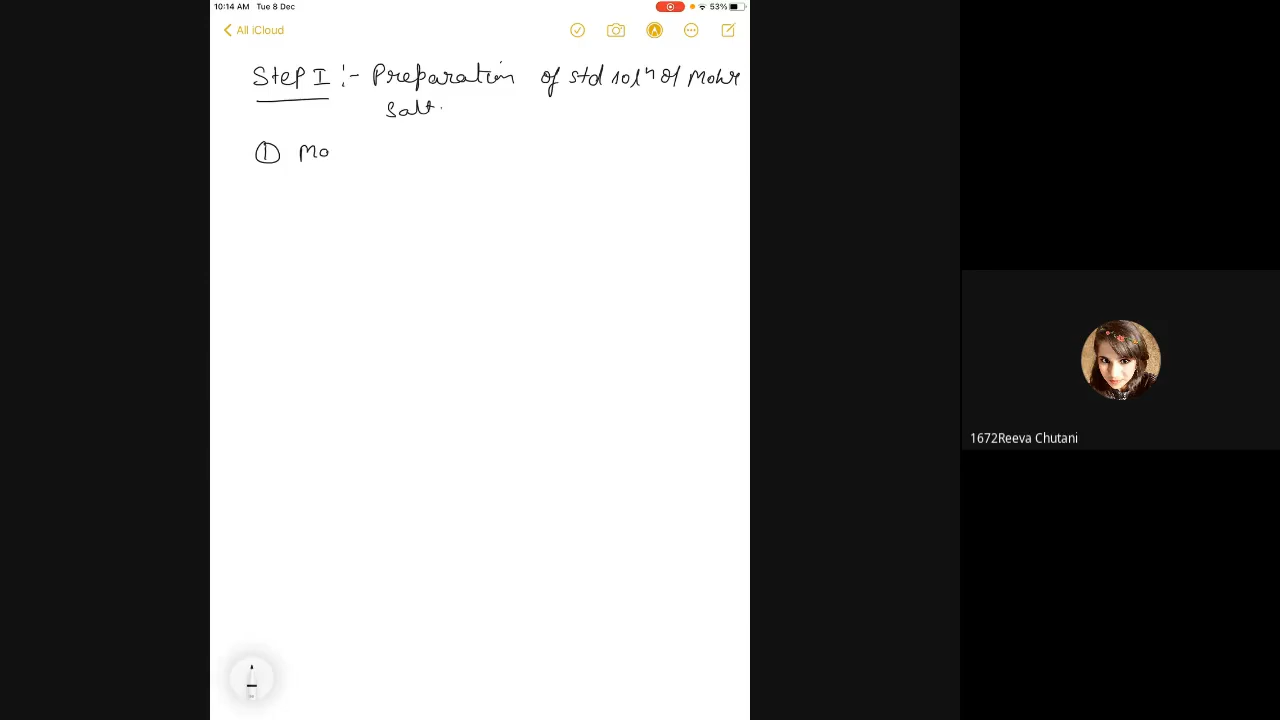 10:14 AM Tue 8 Dec
53%
All iCloud
Step I :- Preparation of std solⁿ of Mohr
Salt.
① Mo
1672Reeva Chutani